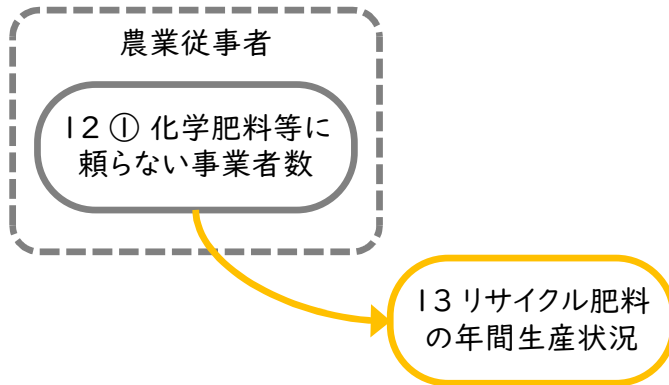 農業従事者
12 ① 化学肥料等に
頼らない事業者数
13 リサイクル肥料
の年間生産状況